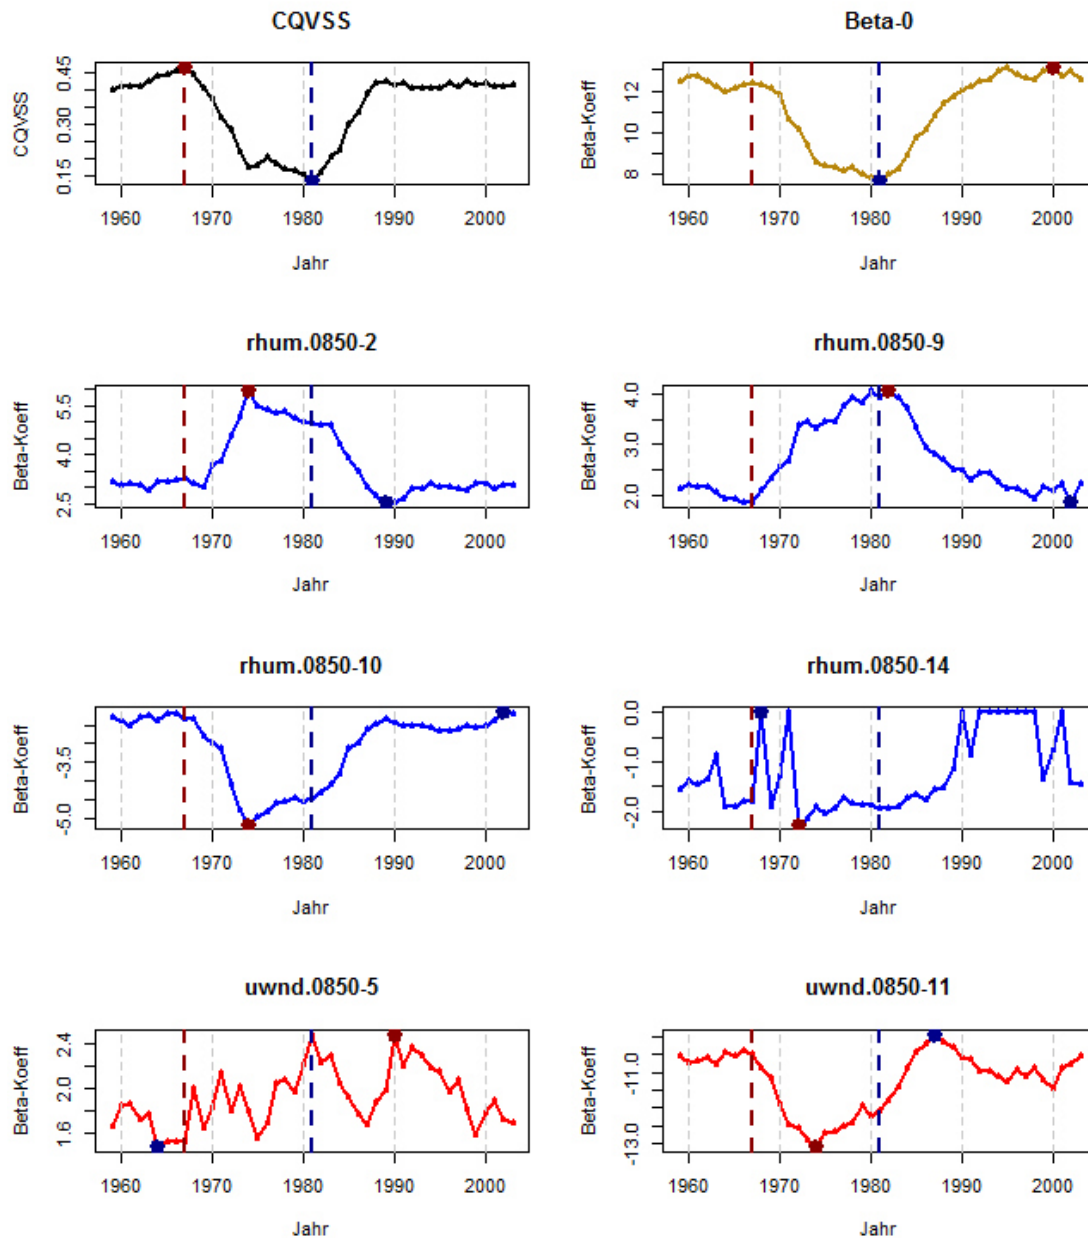 CQVSS
CQVSS
0.15 0.30 0.45
1960 1970 1980 1990 2000
Jahr
Beta-0
Beta-Koeff
8 10 12
1960 1970 1980 1990 2000
Jahr
rhum.0850-2
Beta-Koeff
2.5 4.0 5.5
1960 1970 1980 1990 2000
Jahr
rhum.0850-9
Beta-Koeff
2.0 3.0 4.0
1960 1970 1980 1990 2000
Jahr
rhum.0850-10
Beta-Koeff
-5.0 -3.5
1960 1970 1980 1990 2000
Jahr
rhum.0850-14
Beta-Koeff
-2.0 -1.0 0.0
1960 1970 1980 1990 2000
Jahr
uwnd.0850-5
Beta-Koeff
1.6 2.0 2.4
1960 1970 1980 1990 2000
Jahr
uwnd.0850-11
Beta-Koeff
-13.0 -11.0
1960 1970 1980 1990 2000
Jahr